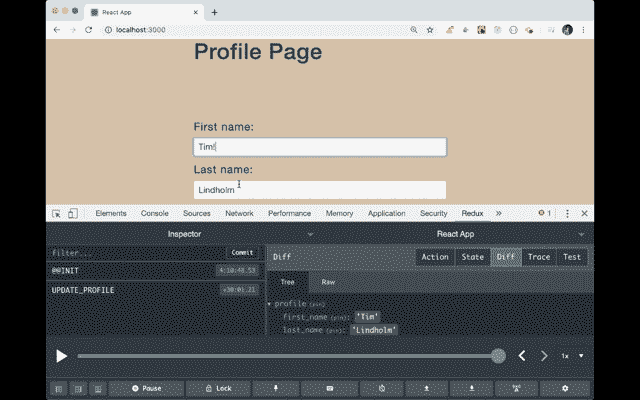 React App
localhost:3000
Profile Page
First name:
Tim!
Last name:
Lindholm
Elements Console Sources Network Performance Memory Application Security Redux » 1
Inspector React App
Filter... Commit Diff Action State Diff Trace Test
@@INIT 4:10:48.53
UPDATE_PROFILE +30:01.21
Tree Raw
profile (pin)
first_name (pin): 'Tim'
last_name (pin): 'Lindholm'
1x
Pause Lock